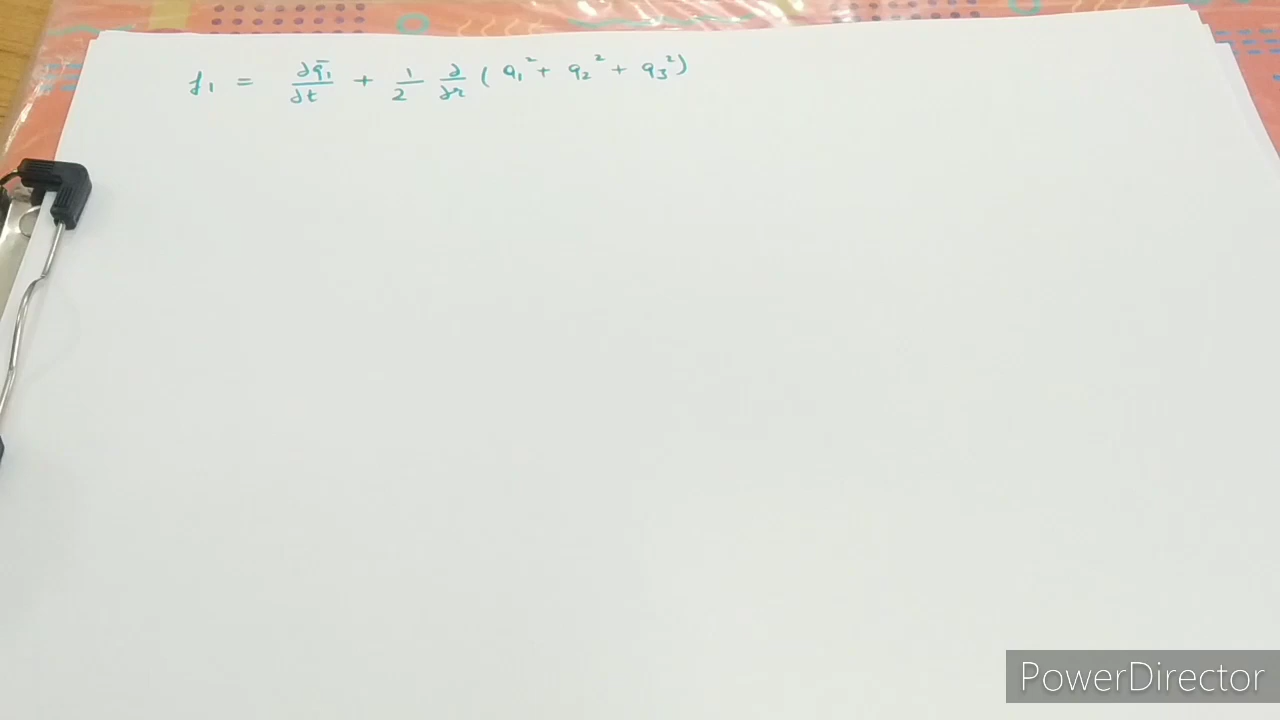 f₁ = ∂q̄₁/∂t + 1/2 ∂/∂r (q₁² + q₂² + q₃²)
PowerDirector